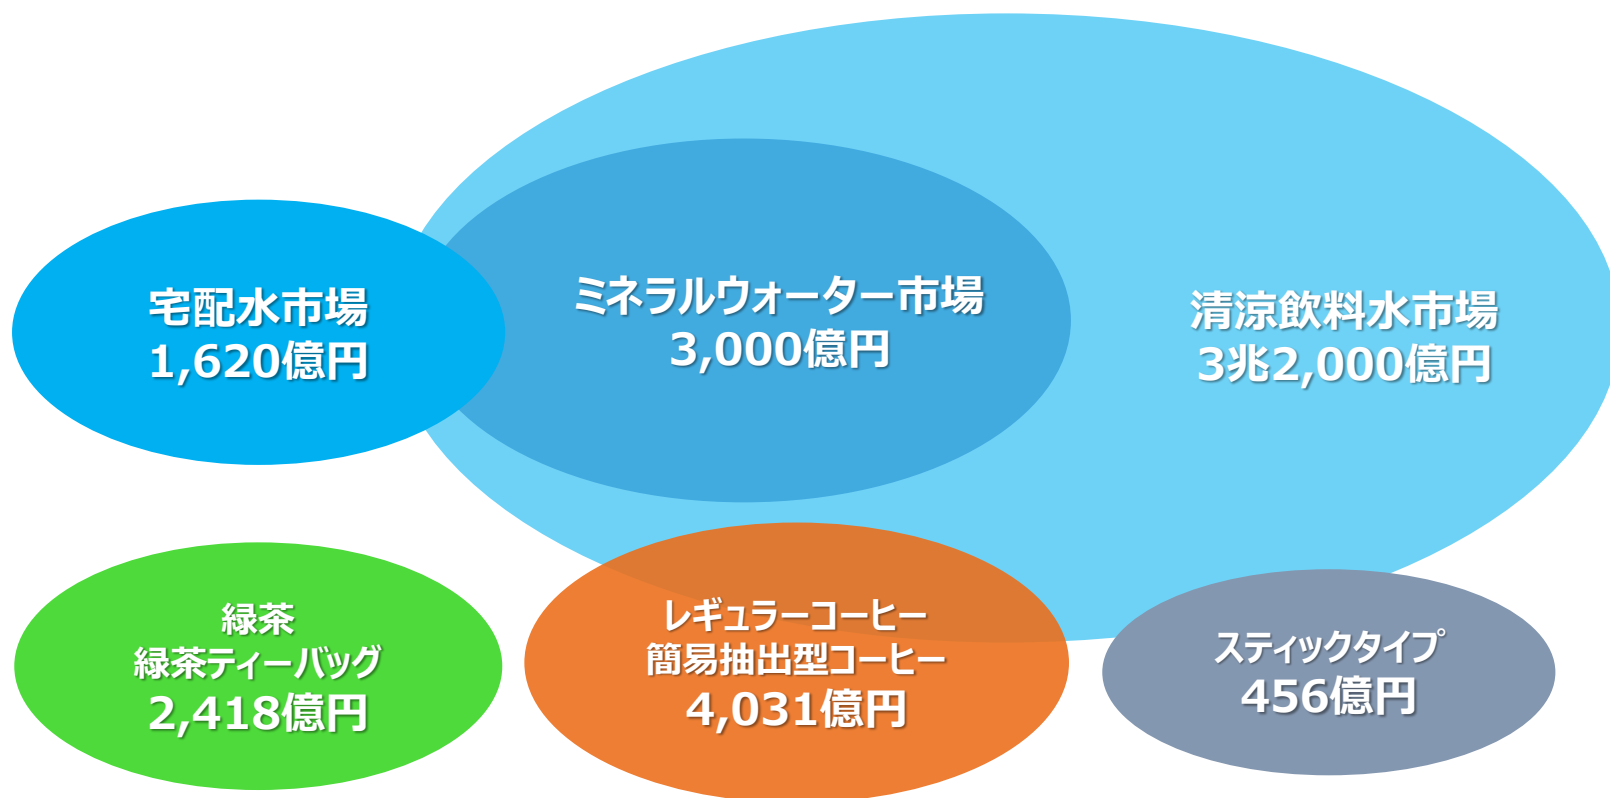 宅配水市場
1,620億円
ミネラルウォーター市場
3,000億円
清涼飲料水市場
3兆2,000億円
緑茶
緑茶ティーバッグ
2,418億円
レギュラーコーヒー
簡易抽出型コーヒー
4,031億円
スティックタイプ
456億円